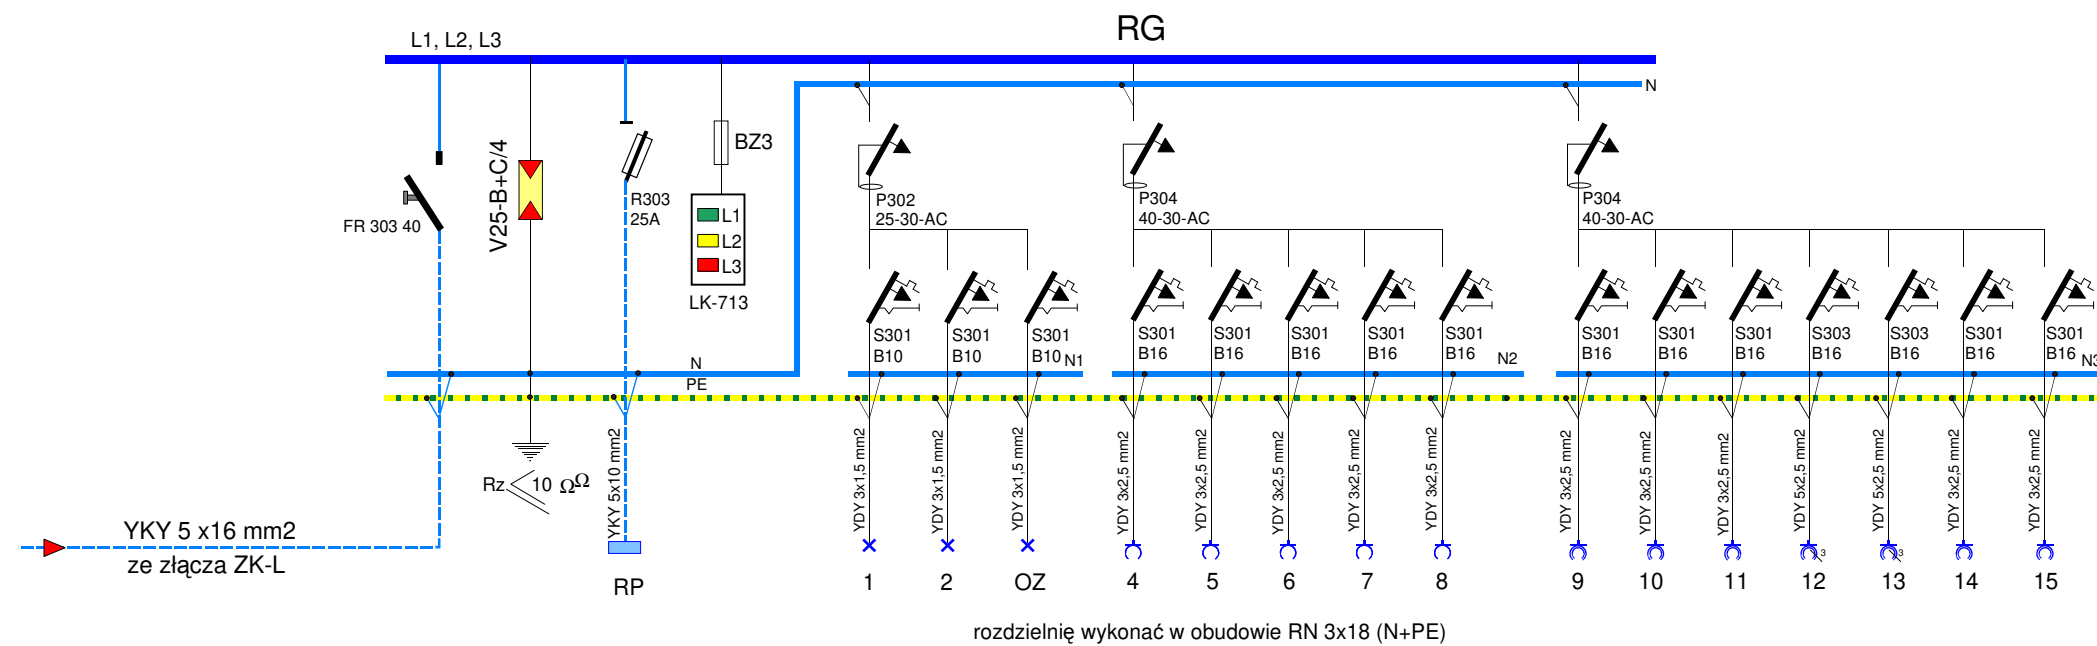 RG
L1, L2, L3
N
FR 303 40
V25-B+C/4
R303
25A
BZ3
L1
L2
L3
LK-713
P302
25-30-AC
P304
40-30-AC
P304
40-30-AC
S301
B10
S301
B10
S301
B10
N1
S301
B16
S301
B16
S301
B16
S301
B16
S301
B16
N2
S301
B16
S301
B16
S301
B16
S303
B16
S303
B16
S301
B16
S301
B16
N3
N
PE
Rz
10 Ω Ω
YKY 5x10 mm2
YDY 3x1,5 mm2
YDY 3x1,5 mm2
YDY 3x1,5 mm2
YDY 3x2,5 mm2
YDY 3x2,5 mm2
YDY 3x2,5 mm2
YDY 3x2,5 mm2
YDY 3x2,5 mm2
YDY 3x2,5 mm2
YDY 3x2,5 mm2
YDY 3x2,5 mm2
YDY 5x2,5 mm2
YDY 5x2,5 mm2
YDY 3x2,5 mm2
YDY 3x2,5 mm2
YKY 5 x16 mm2
ze złącza ZK-L
3
3
RP
1
2
OZ
4
5
6
7
8
9
10
11
12
13
14
15
rozdzielnię wykonać w obudowie RN 3x18 (N+PE)